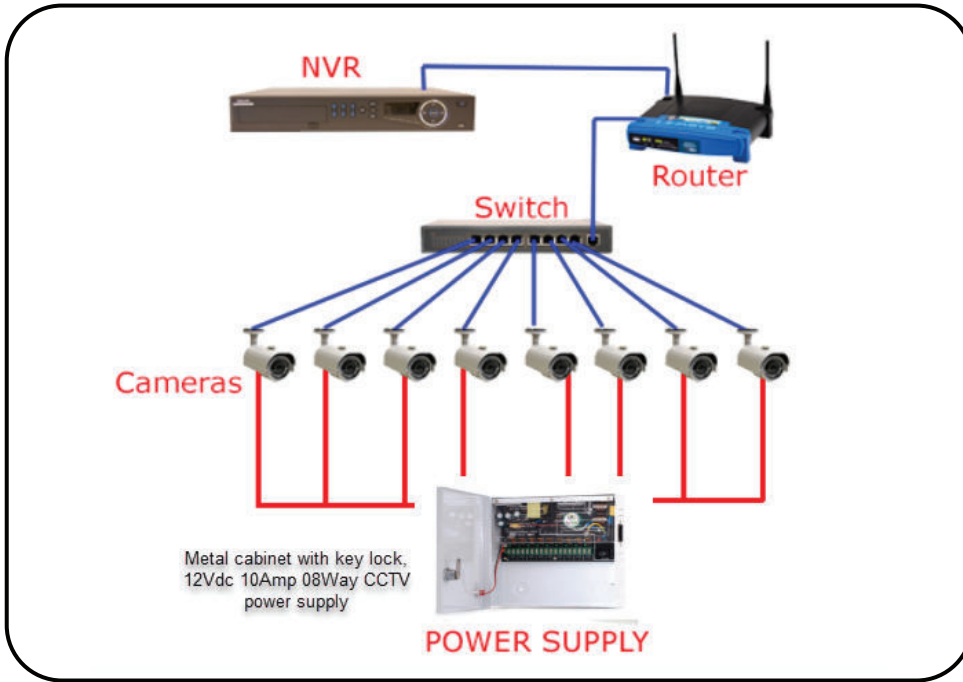 NVR
Router
Switch
Cameras
Metal cabinet with key lock,
12Vdc 10Amp 08Way CCTV
power supply
POWER SUPPLY